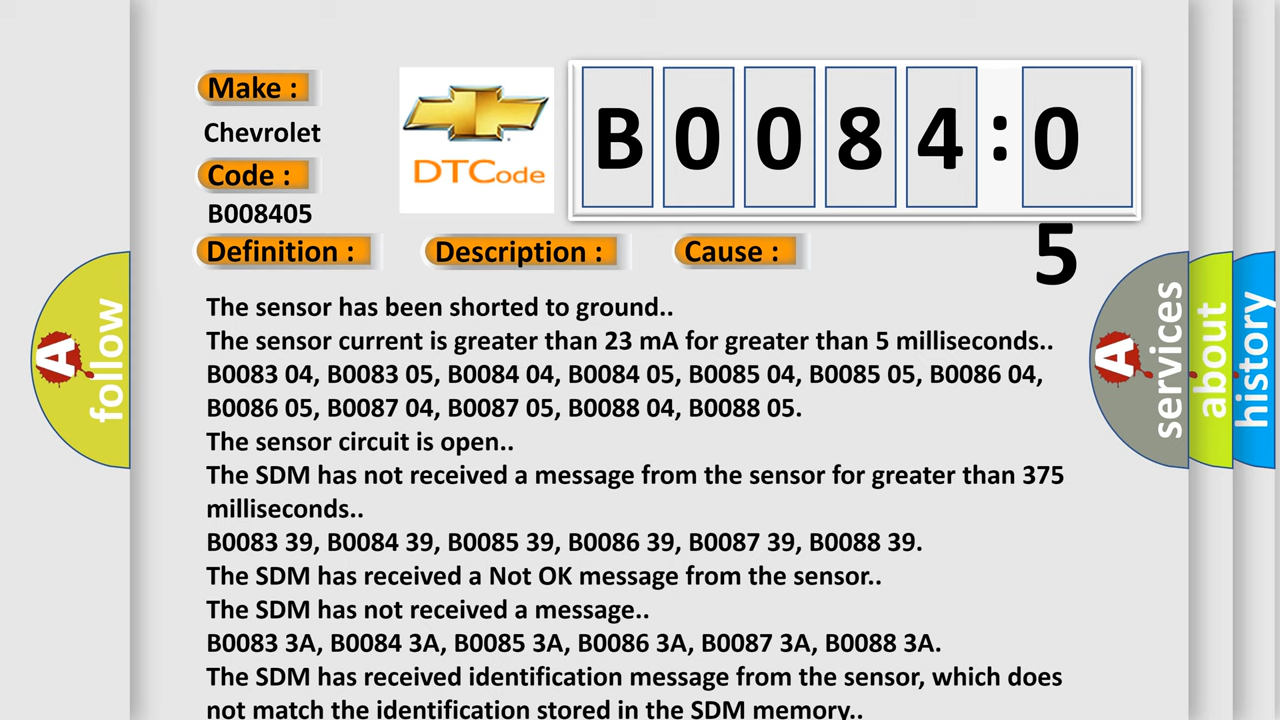 Make :
Chevrolet
Code :
B008405
DTCode
B0084:0
5
Definition :
Description :
Cause :
The sensor has been shorted to ground..
The sensor current is greater than 23 mA for greater than 5 milliseconds..
B0083 04, B0083 05, B0084 04, B0084 05, B0085 04, B0085 05, B0086 04,
B0086 05, B0087 04, B0087 05, B0088 04, B0088 05.
The sensor circuit is open..
The SDM has not received a message from the sensor for greater than 375
milliseconds..
B0083 39, B0084 39, B0085 39, B0086 39, B0087 39, B0088 39.
The SDM has received a Not OK message from the sensor..
The SDM has not received a message..
B0083 3A, B0084 3A, B0085 3A, B0086 3A, B0087 3A, B0088 3A.
The SDM has received identification message from the sensor, which does
not match the identification stored in the SDM memory..
A follow
A services
about
history